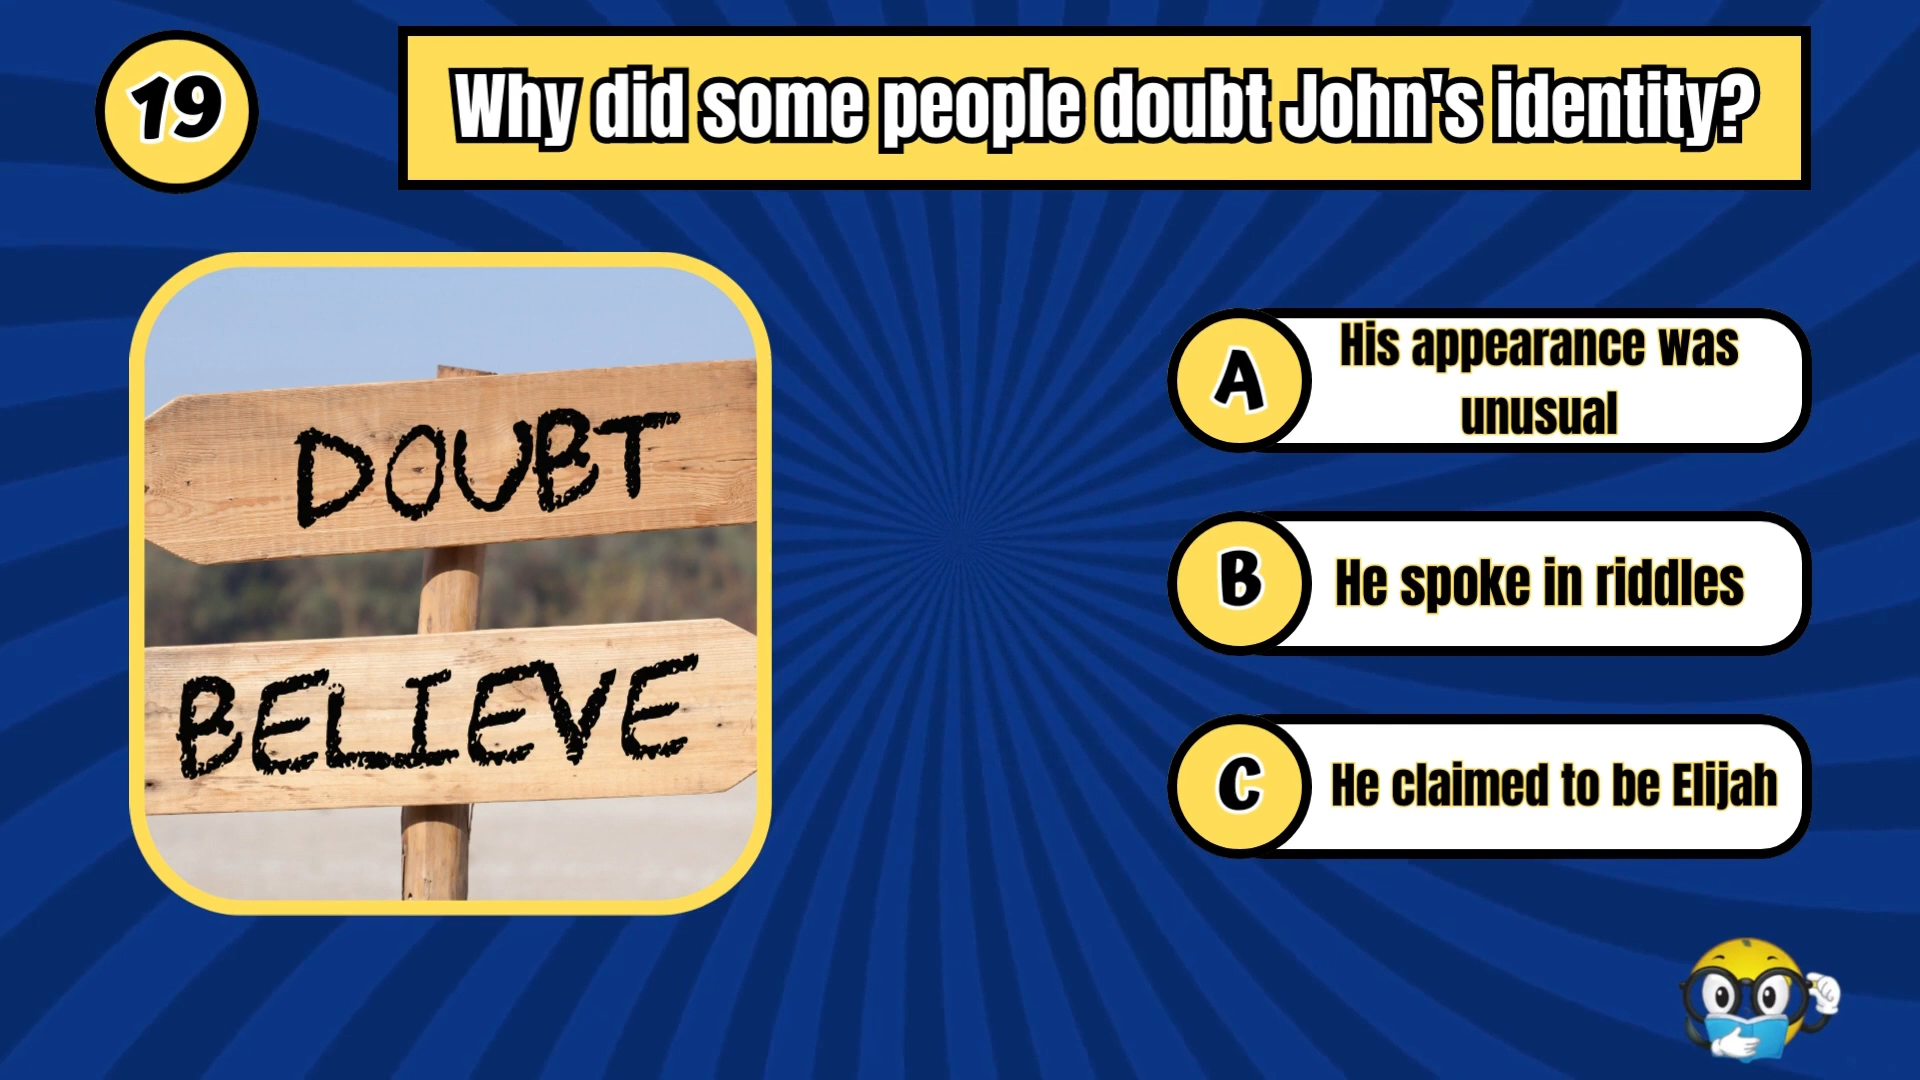 19
Why did some people doubt John's identity?
DOUBT
BELIEVE
A
His appearance was
unusual
B
He spoke in riddles
C
He claimed to be Elijah